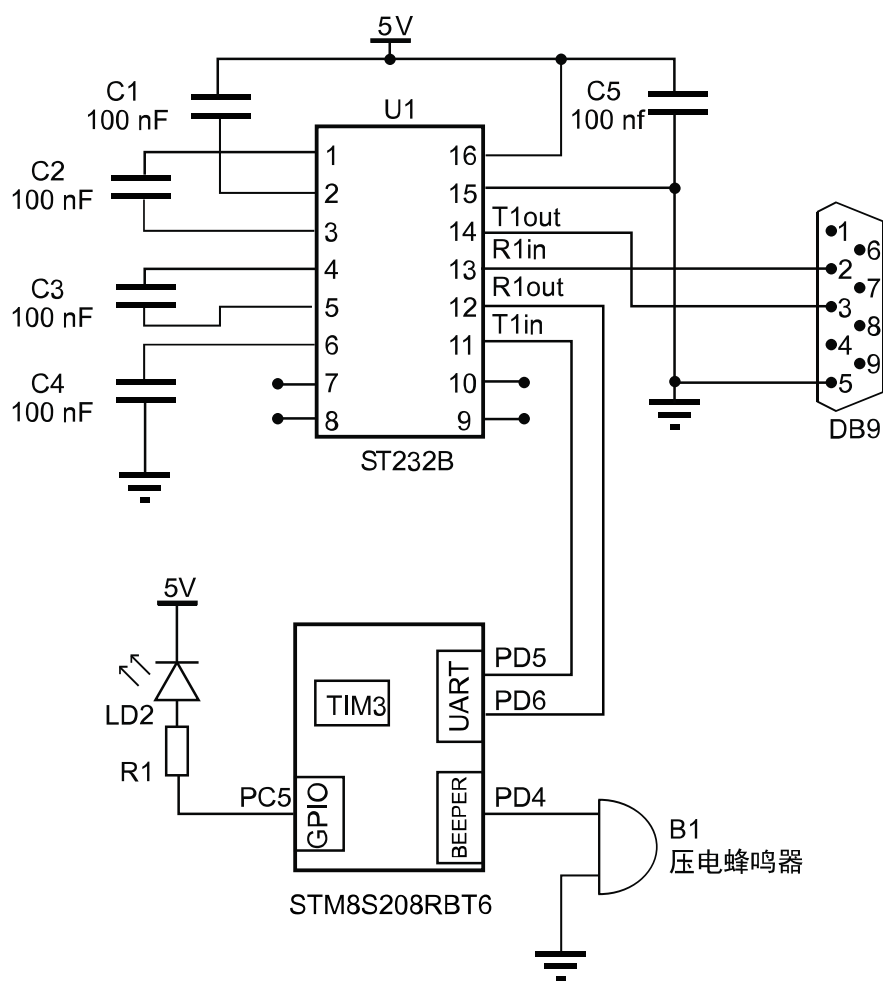 5V
C1
100 nF
U1
C5
100 nf
C2
100 nF
1
2
3
4
5
6
7
8
16
15
14
13
12
11
10
9
T1out
R1in
R1out
T1in
C3
100 nF
C4
100 nF
ST232B
1
6
2
7
3
8
4
9
5
DB9
5V
LD2
R1
PC5
TIM3
UART
GPIO
BEEPER
PD5
PD6
PD4
STM8S208RBT6
B1
压电蜂鸣器